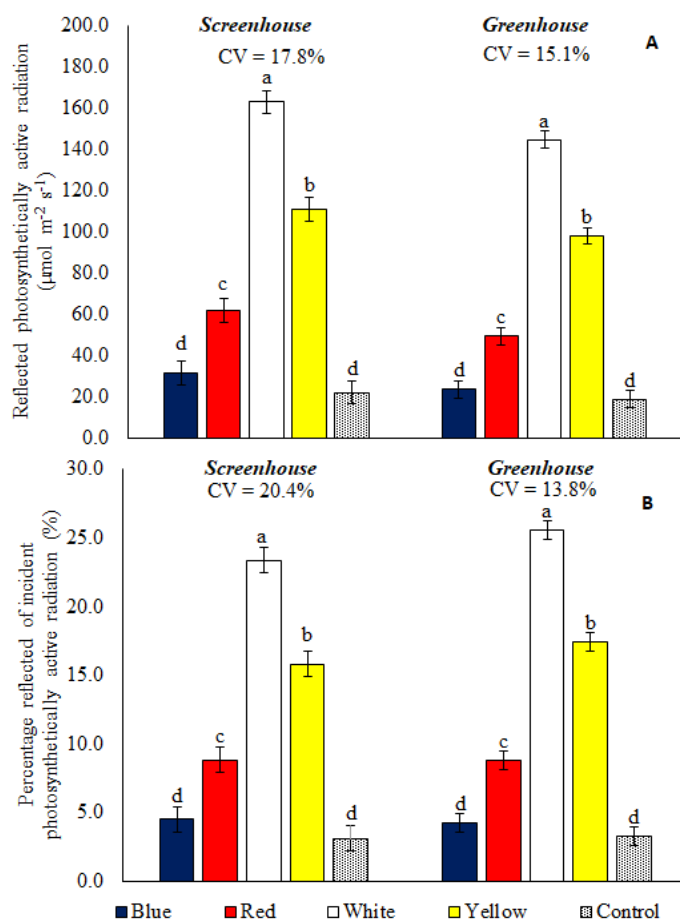 Screenhouse Greenhouse A
CV = 17.8% CV = 15.1%
Reflected photosynthetically active radiation
(µmol m⁻² s⁻¹)
200.0
180.0
160.0
140.0
120.0
100.0
80.0
60.0
40.0
20.0
0.0
d c a b d d c a b d
Screenhouse Greenhouse
CV = 20.4% CV = 13.8% B
Percentage reflected of incident
photosynthetically active radiation (%)
30.0
25.0
20.0
15.0
10.0
5.0
0.0
d c a b d d c a b d
Blue Red White Yellow Control